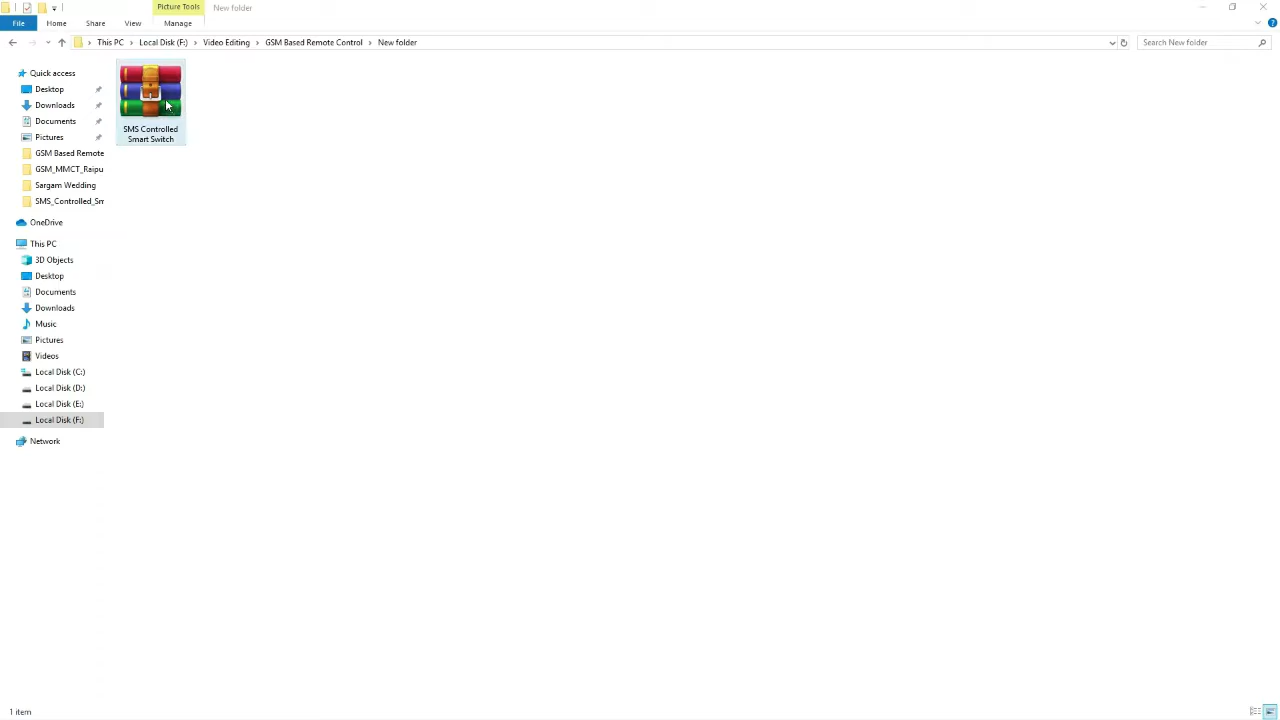 Picture Tools
New folder
File
Home
Share
View
Manage
This PC
Local Disk (F:)
Video Editing
GSM Based Remote Control
New folder
Search New folder
Quick access
Desktop
Downloads
Documents
Pictures
GSM Based Remote
GSM_MMCT_Raipu
Sargam Wedding
SMS_Controlled_Sm
OneDrive
This PC
3D Objects
Desktop
Documents
Downloads
Music
Pictures
Videos
Local Disk (C:)
Local Disk (D:)
Local Disk (E:)
Local Disk (F:)
Network
SMS Controlled
Smart Switch
1 item